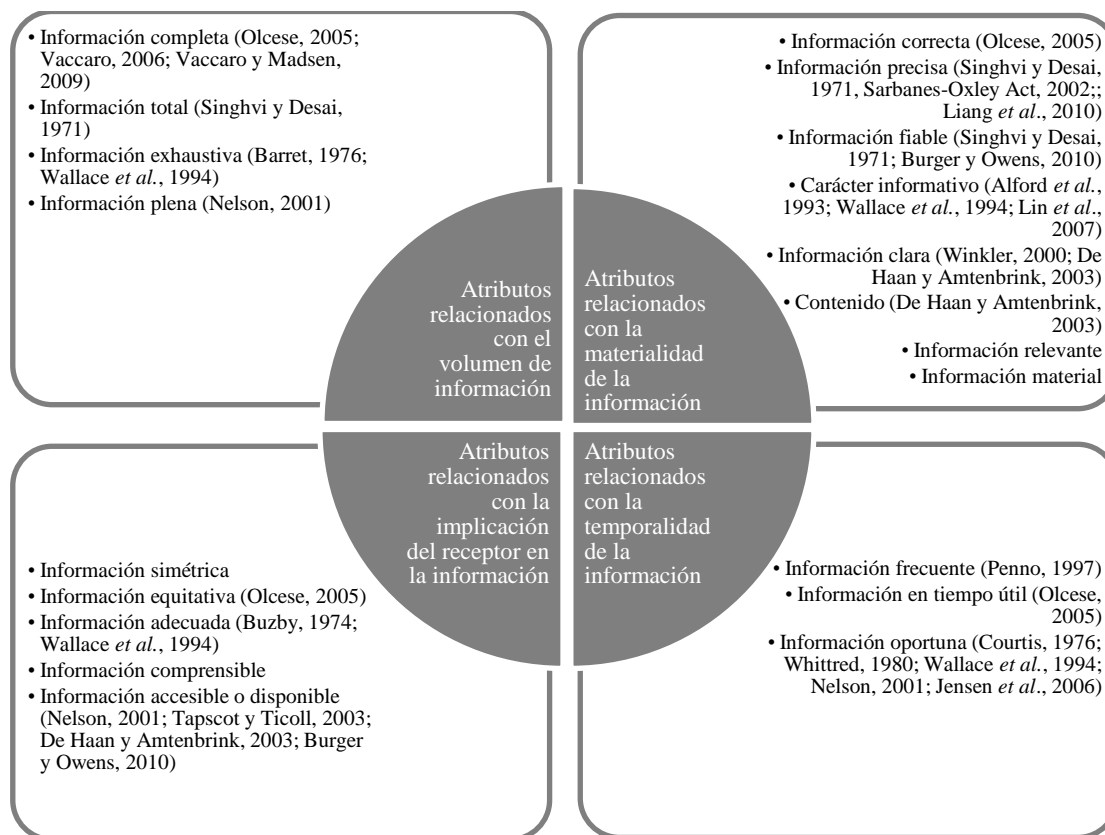 • Información completa (Olcese, 2005;
Vaccaro, 2006; Vaccaro y Madsen,
2009)
• Información total (Singhvi y Desai,
1971)
• Información exhaustiva (Barret, 1976;
Wallace et al., 1994)
• Información plena (Nelson, 2001)
• Información correcta (Olcese, 2005)
• Información precisa (Singhvi y Desai,
1971, Sarbanes-Oxley Act, 2002;;
Liang et al., 2010)
• Información fiable (Singhvi y Desai,
1971; Burger y Owens, 2010)
• Carácter informativo (Alford et al.,
1993; Wallace et al., 1994; Lin et al.,
2007)
• Información clara (Winkler, 2000; De
Haan y Amtenbrink, 2003)
• Contenido (De Haan y Amtenbrink,
2003)
• Información relevante
• Información material
Atributos
relacionados
con el
volumen de
información
Atributos
relacionados
con la
materialidad
de la
información
Atributos
relacionados
con la
implicación
del receptor en
la información
Atributos
relacionados
con la
temporalidad
de la
información
• Información simétrica
• Información equitativa (Olcese, 2005)
• Información adecuada (Buzby, 1974;
Wallace et al., 1994)
• Información comprensible
• Información accesible o disponible
(Nelson, 2001; Tapscot y Ticoll, 2003;
De Haan y Amtenbrink, 2003; Burger
y Owens, 2010)
• Información frecuente (Penno, 1997)
• Información en tiempo útil (Olcese,
2005)
• Información oportuna (Courtis, 1976;
Whittred, 1980; Wallace et al., 1994;
Nelson, 2001; Jensen et al., 2006)